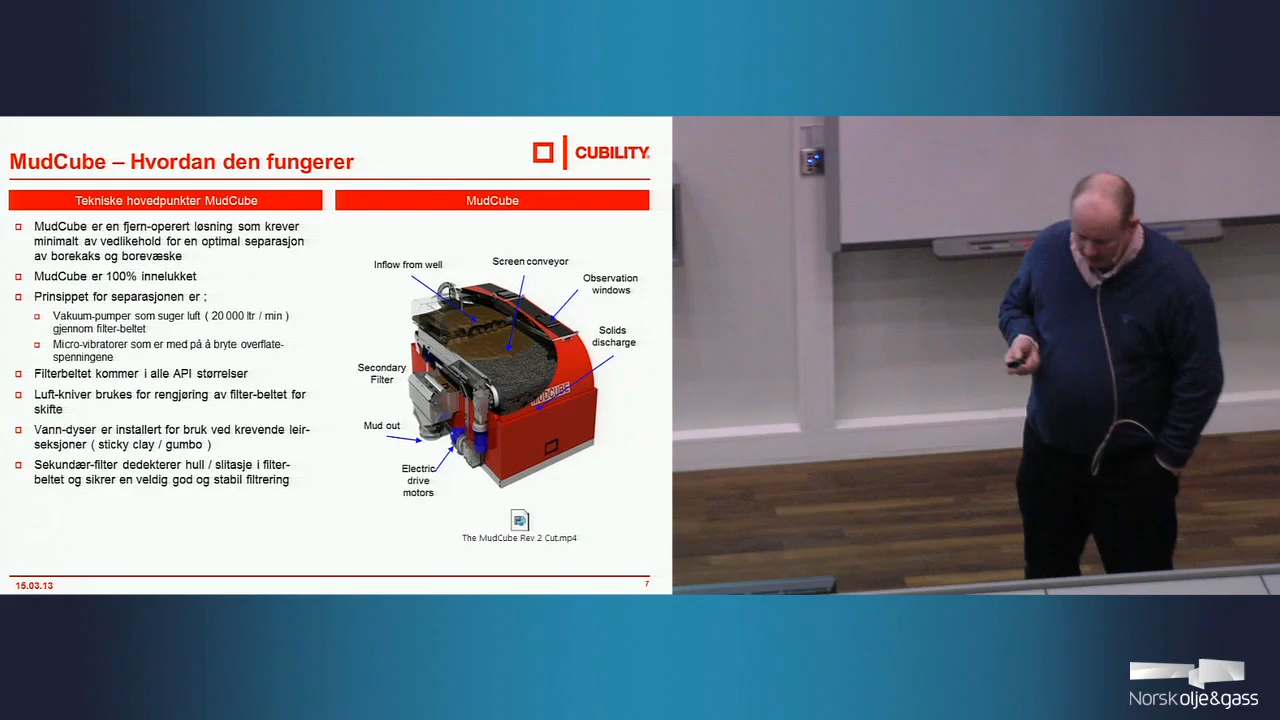 MudCube – Hvordan den fungerer
CUBILITY
Tekniske hovedpunkter MudCube
MudCube er en fjern-operert løsning som krever
minimalt av vedlikehold for en optimal separasjon
av borekaks og borevæske
MudCube er 100% innelukket
Prinsippet for separasjonen er ;
Vakuum-pumper som suger luft ( 20 000 ltr / min )
gjennom filter-beltet
Micro-vibratorer som er med på å bryte overflate-
spenningene
Filterbeltet kommer i alle API størrelser
Luft-kniver brukes for rengjøring av filter-beltet før
skifte
Vann-dyser er installert for bruk ved krevende leir-
seksjoner ( sticky clay / gumbo )
Sekundær-filter dedekterer hull / slitasje i filter-
beltet og sikrer en veldig god og stabil filtrering
MudCube
Inflow from well
Screen conveyor
Observation
windows
Solids
discharge
Secondary
Filter
MUDCUBE
Mud out
Electric
drive
motors
The MudCube Rev 2 Cut.mp4
15.03.13
7
Norsk olje&gass